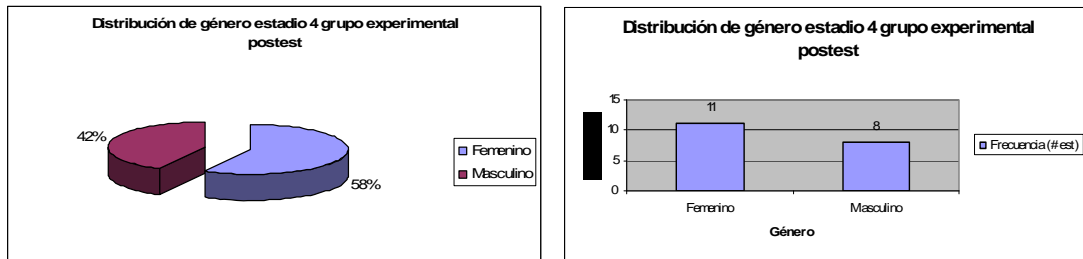 Distribución de género estadio 4 grupo experimental
postest
42%
58%
Femenino
Masculino
Distribución de género estadio 4 grupo experimental
postest
15
10
5
0
11
8
Femenino
Masculino
Género
Frecuencia (# est)